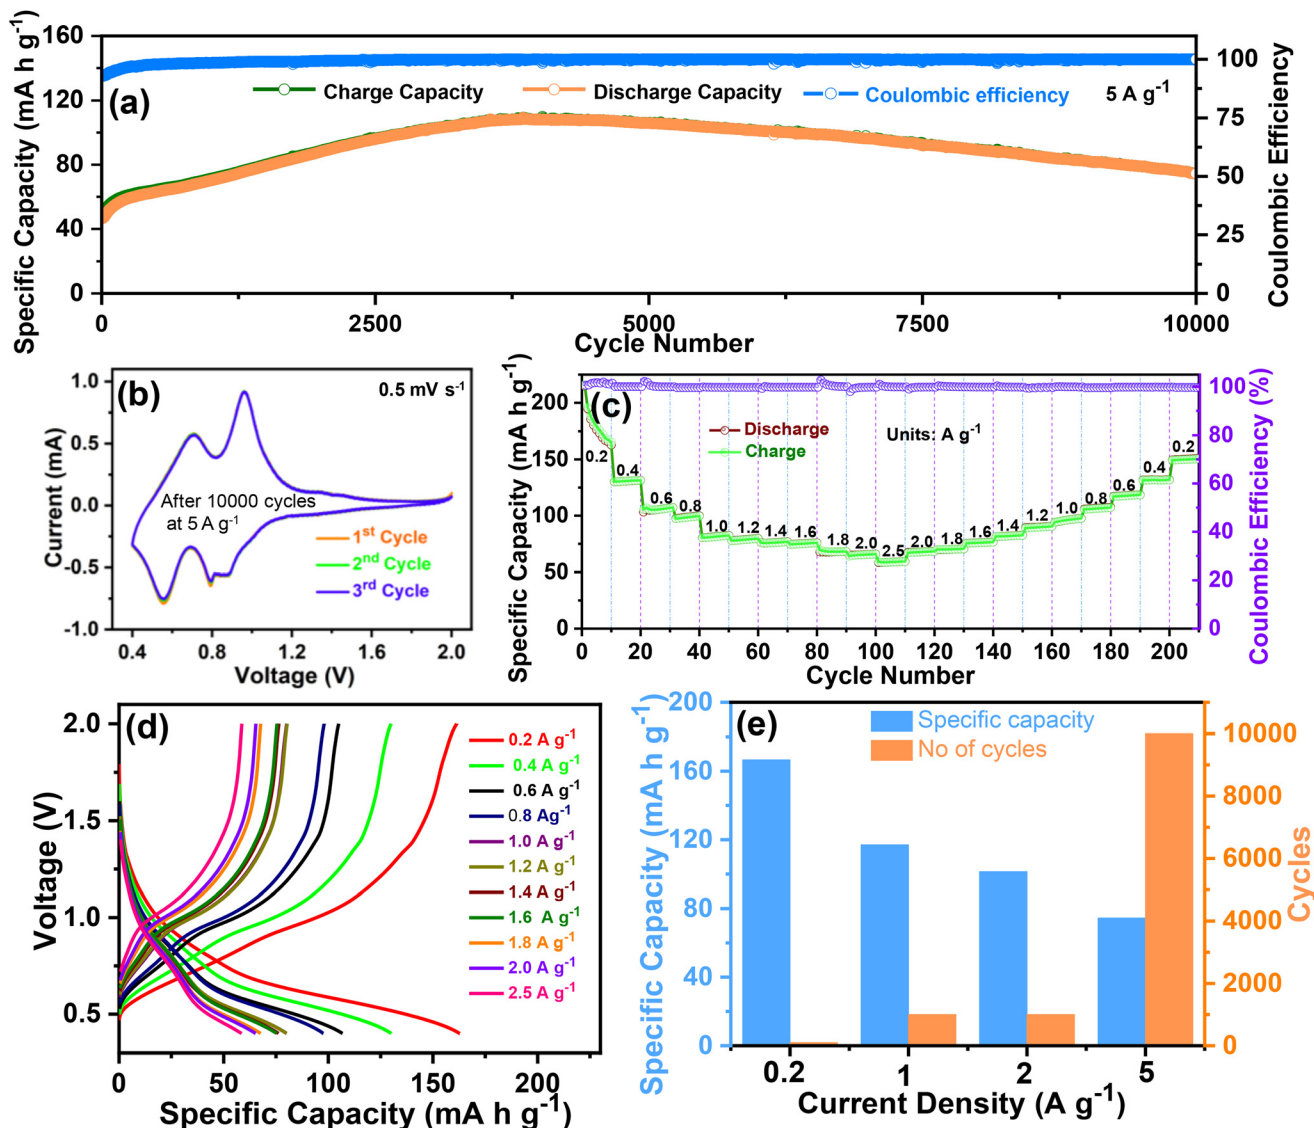 (a)
Specific Capacity (mA h g⁻¹)
160
120
80
40
0
Charge Capacity
Discharge Capacity
Coulombic efficiency
5 A g⁻¹
100
75
50
25
0
Coulombic Efficiency
0 2500 5000 7500 10000
Cycle Number
(b)
0.5 mV s⁻¹
Current (mA)
1.0
0.5
0.0
-0.5
-1.0
After 10000 cycles
at 5 A g⁻¹
1st Cycle
2nd Cycle
3rd Cycle
0.4 0.8 1.2 1.6 2.0
Voltage (V)
(c)
Specific Capacity (mA h g⁻¹)
200
150
100
50
0
Discharge
Charge
Units: A g⁻¹
0.2 0.4 0.6 0.8 1.0 1.2 1.4 1.6 1.8 2.0 2.5 2.0 1.8 1.6 1.4 1.2 1.0 0.8 0.6 0.4 0.2
100
80
60
40
20
0
Coulombic Efficiency (%)
0 20 40 60 80 100 120 140 160 180 200
Cycle Number
(d)
Voltage (V)
2.0
1.5
1.0
0.5
0.2 A g⁻¹
0.4 A g⁻¹
0.6 A g⁻¹
0.8 Ag⁻¹
1.0 A g⁻¹
1.2 A g⁻¹
1.4 A g⁻¹
1.6 A g⁻¹
1.8 A g⁻¹
2.0 A g⁻¹
2.5 A g⁻¹
0 50 100 150 200
Specific Capacity (mA h g⁻¹)
(e)
Specific Capacity (mA h g⁻¹)
200
160
120
80
40
0
Specific capacity
No of cycles
10000
8000
6000
4000
2000
0
Cycles
0.2 1 2 5
Current Density (A g⁻¹)